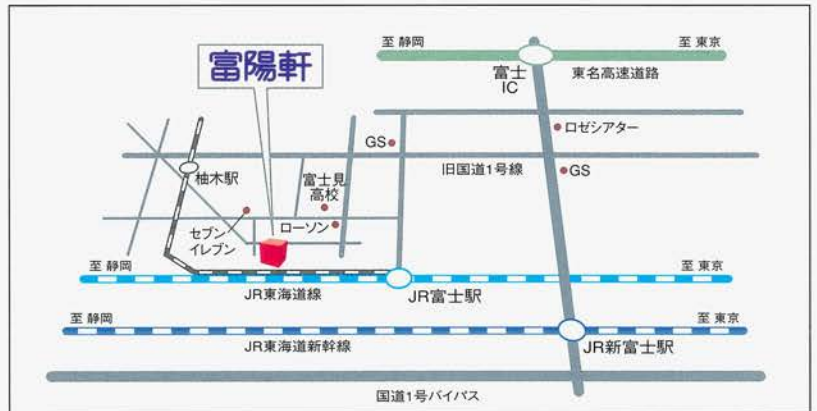 至 静岡
至 東京
富陽軒
富士
IC
東名高速道路
GS
ロゼシアター
柚木駅
富士見
高校
旧国道1号線
GS
セブン
イレブン
ローソン
至 静岡
至 東京
JR東海道線
JR富士駅
至 静岡
至 東京
JR東海道新幹線
JR新富士駅
国道1号バイパス